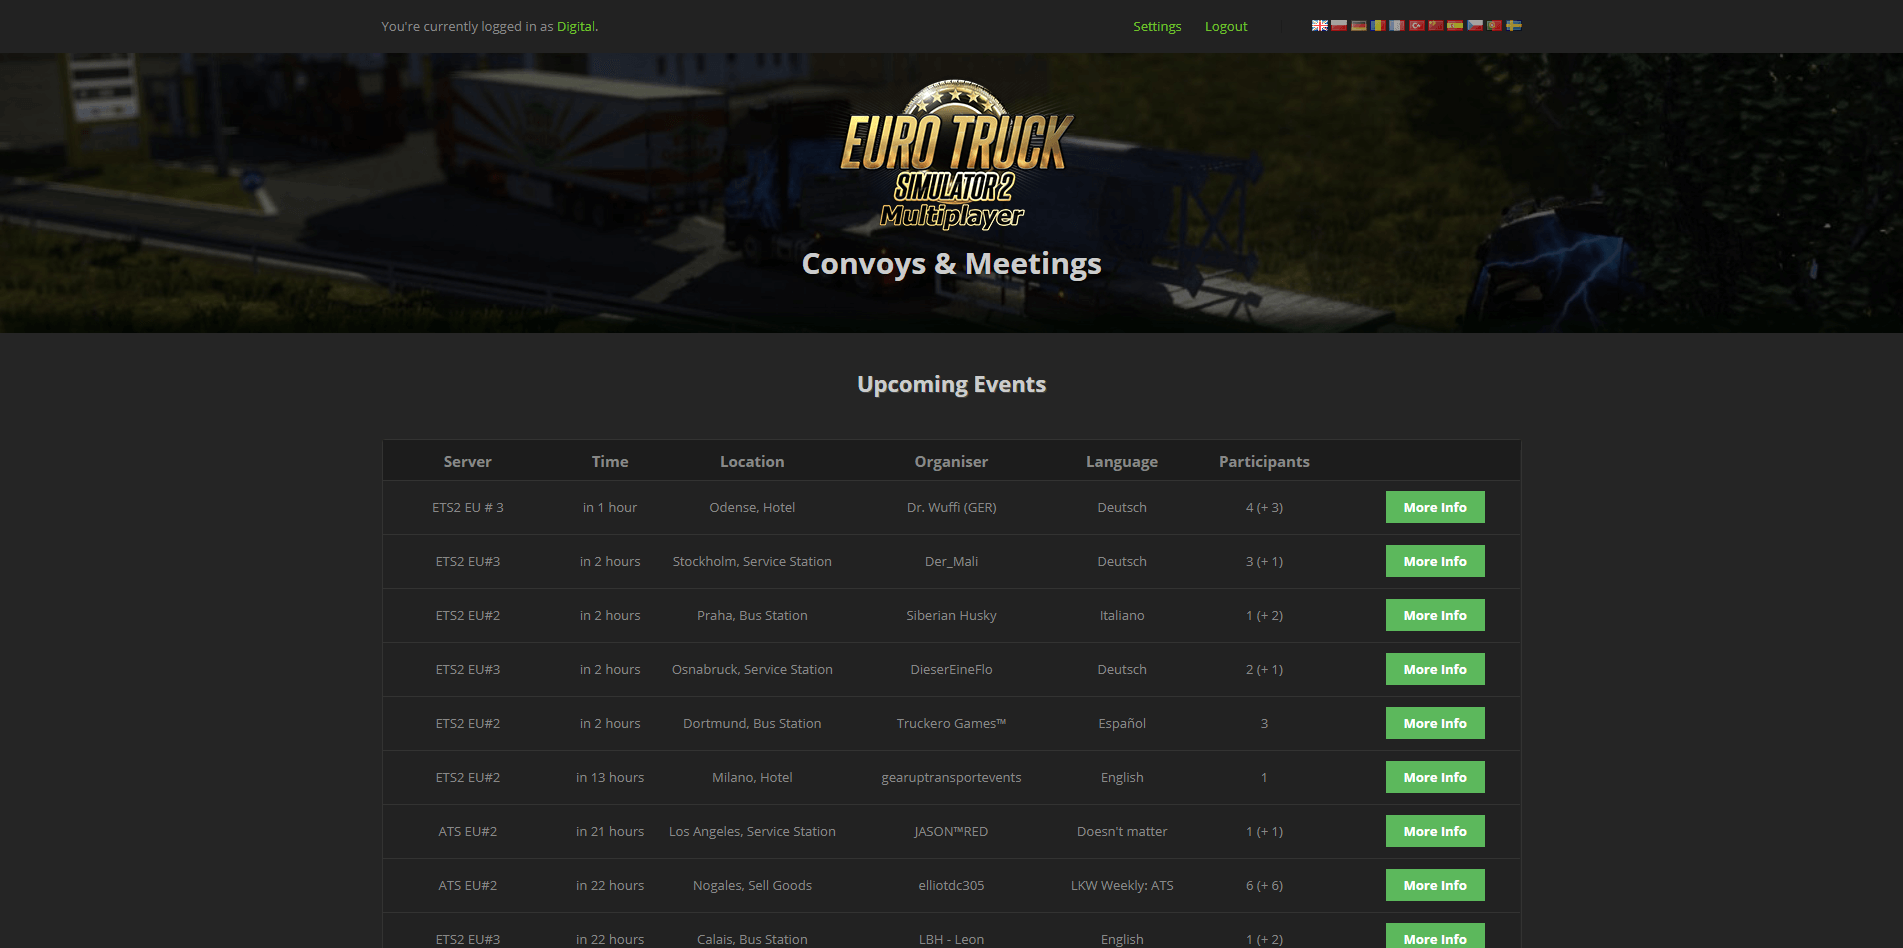 You're currently logged in as Digital.
Settings Logout
EURO TRUCK
SIMULATOR 2
Multiplayer
Convoys & Meetings
Upcoming Events
Server Time Location Organiser Language Participants
ETS2 EU # 3 in 1 hour Odense, Hotel Dr. Wuffi (GER) Deutsch 4 (+ 3) More Info
ETS2 EU#3 in 2 hours Stockholm, Service Station Der_Mali Deutsch 3 (+ 1) More Info
ETS2 EU#2 in 2 hours Praha, Bus Station Siberian Husky Italiano 1 (+ 2) More Info
ETS2 EU#3 in 2 hours Osnabruck, Service Station DieserEineFlo Deutsch 2 (+ 1) More Info
ETS2 EU#2 in 2 hours Dortmund, Bus Station Truckero Games™ Español 3 More Info
ETS2 EU#2 in 13 hours Milano, Hotel gearuptransportevents English 1 More Info
ATS EU#2 in 21 hours Los Angeles, Service Station JASON™RED Doesn't matter 1 (+ 1) More Info
ATS EU#2 in 22 hours Nogales, Sell Goods elliotdc305 LKW Weekly: ATS 6 (+ 6) More Info
ETS2 EU#3 in 22 hours Calais, Bus Station LBH - Leon English 1 (+ 2) More Info